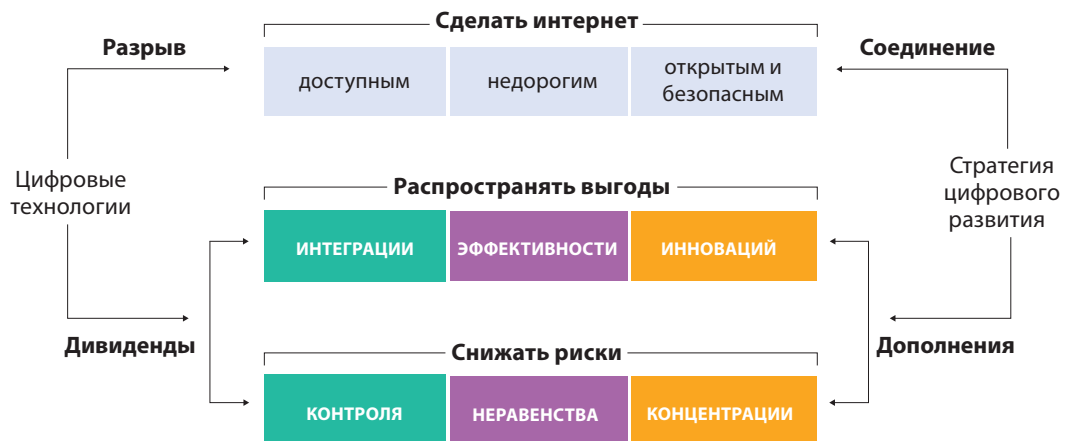 Сделать интернет
Разрыв
Соединение
доступным
недорогим
открытым и
безопасным
Цифровые
технологии
Стратегия
цифрового
развития
Распространять выгоды
ИНТЕГРАЦИИ
ЭФФЕКТИВНОСТИ
ИННОВАЦИЙ
Дивиденды
Дополнения
Снижать риски
КОНТРОЛЯ
НЕРАВЕНСТВА
КОНЦЕНТРАЦИИ